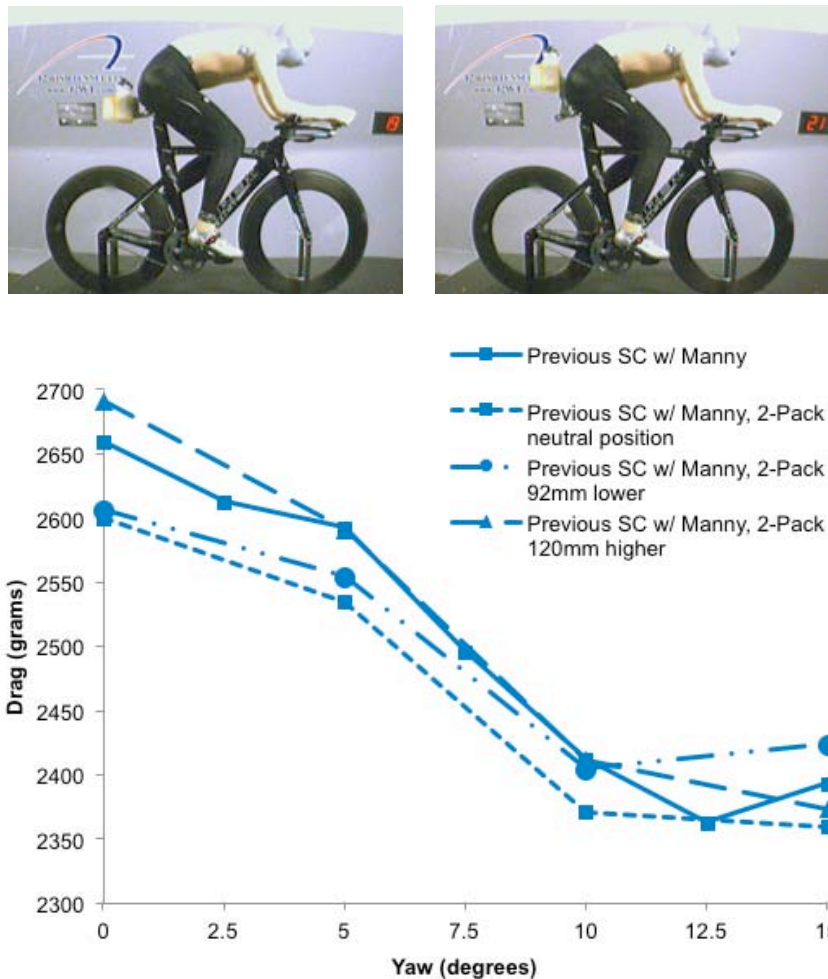 19
21
Previous SC w/ Manny
Previous SC w/ Manny, 2-Pack
neutral position
Previous SC w/ Manny, 2-Pack
92mm lower
Previous SC w/ Manny, 2-Pack
120mm higher
2700
2650
2600
2550
2500
2450
2400
2350
2300
Drag (grams)
0
2.5
5
7.5
10
12.5
Yaw (degrees)